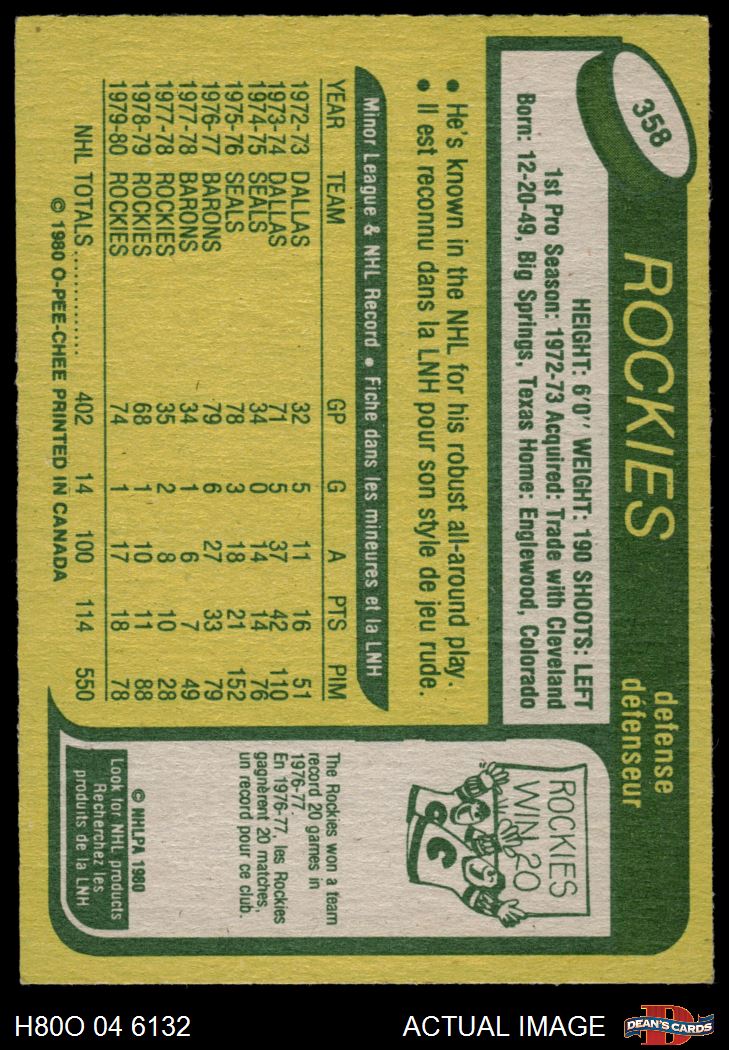 358
ROCKIES
defense
défenseur
HEIGHT: 6'0" WEIGHT: 190 SHOOTS: LEFT
1st Pro Season: 1972-73 Acquired: Trade with Cleveland
Born: 12-20-49, Big Springs, Texas Home: Englewood, Colorado
• He's known in the NHL for his robust all-around play.
• Il est reconnu dans la LNH pour son style de jeu rude.
Minor League & NHL Record • Fiche dans les mineures et la LNH
YEAR TEAM GP G A PTS PIM
1972-73 DALLAS 32 5 11 16 51
1973-74 DALLAS 71 5 37 42 110
1974-75 SEALS 34 0 14 14 76
1975-76 SEALS 78 3 18 21 152
1976-77 BARONS 79 6 27 33 79
1977-78 BARONS 34 1 6 7 49
1977-78 ROCKIES 35 2 8 10 28
1978-79 ROCKIES 68 1 10 11 88
1979-80 ROCKIES 74 1 17 18 78
NHL TOTALS.............. 402 14 100 114 550
© 1980 O-PEE-CHEE PRINTED IN CANADA
ROCKIES
WIN 20
C
C
The Rockies won a team
record 20 games in
1976-77.
En 1976-77, les Rockies
gagnèrent 20 matches,
un record pour ce club.
© NHLPA 1980
Look for NHL products
Recherchez les
produits de la LNH
H80O 04 6132
ACTUAL IMAGE
D
DEAN'S CARDS